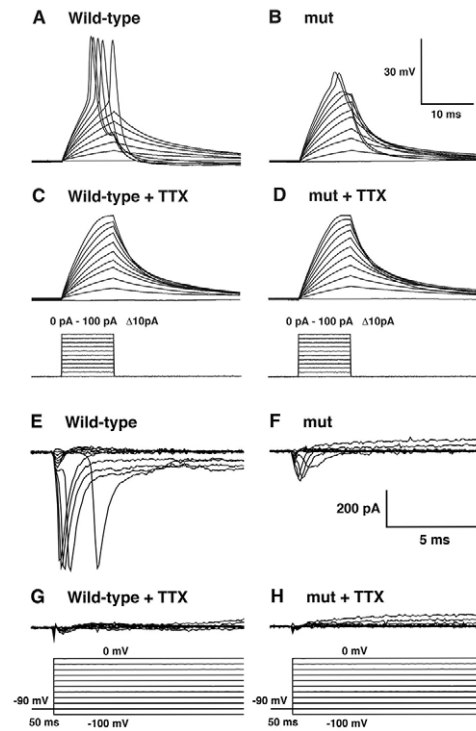 A Wild-type
B mut
30 mV
10 ms
C Wild-type + TTX
D mut + TTX
0 pA - 100 pA Δ10pA
0 pA - 100 pA Δ10pA
E Wild-type
F mut
200 pA
5 ms
G Wild-type + TTX
H mut + TTX
0 mV
0 mV
-90 mV
-90 mV
50 ms
-100 mV
50 ms
-100 mV